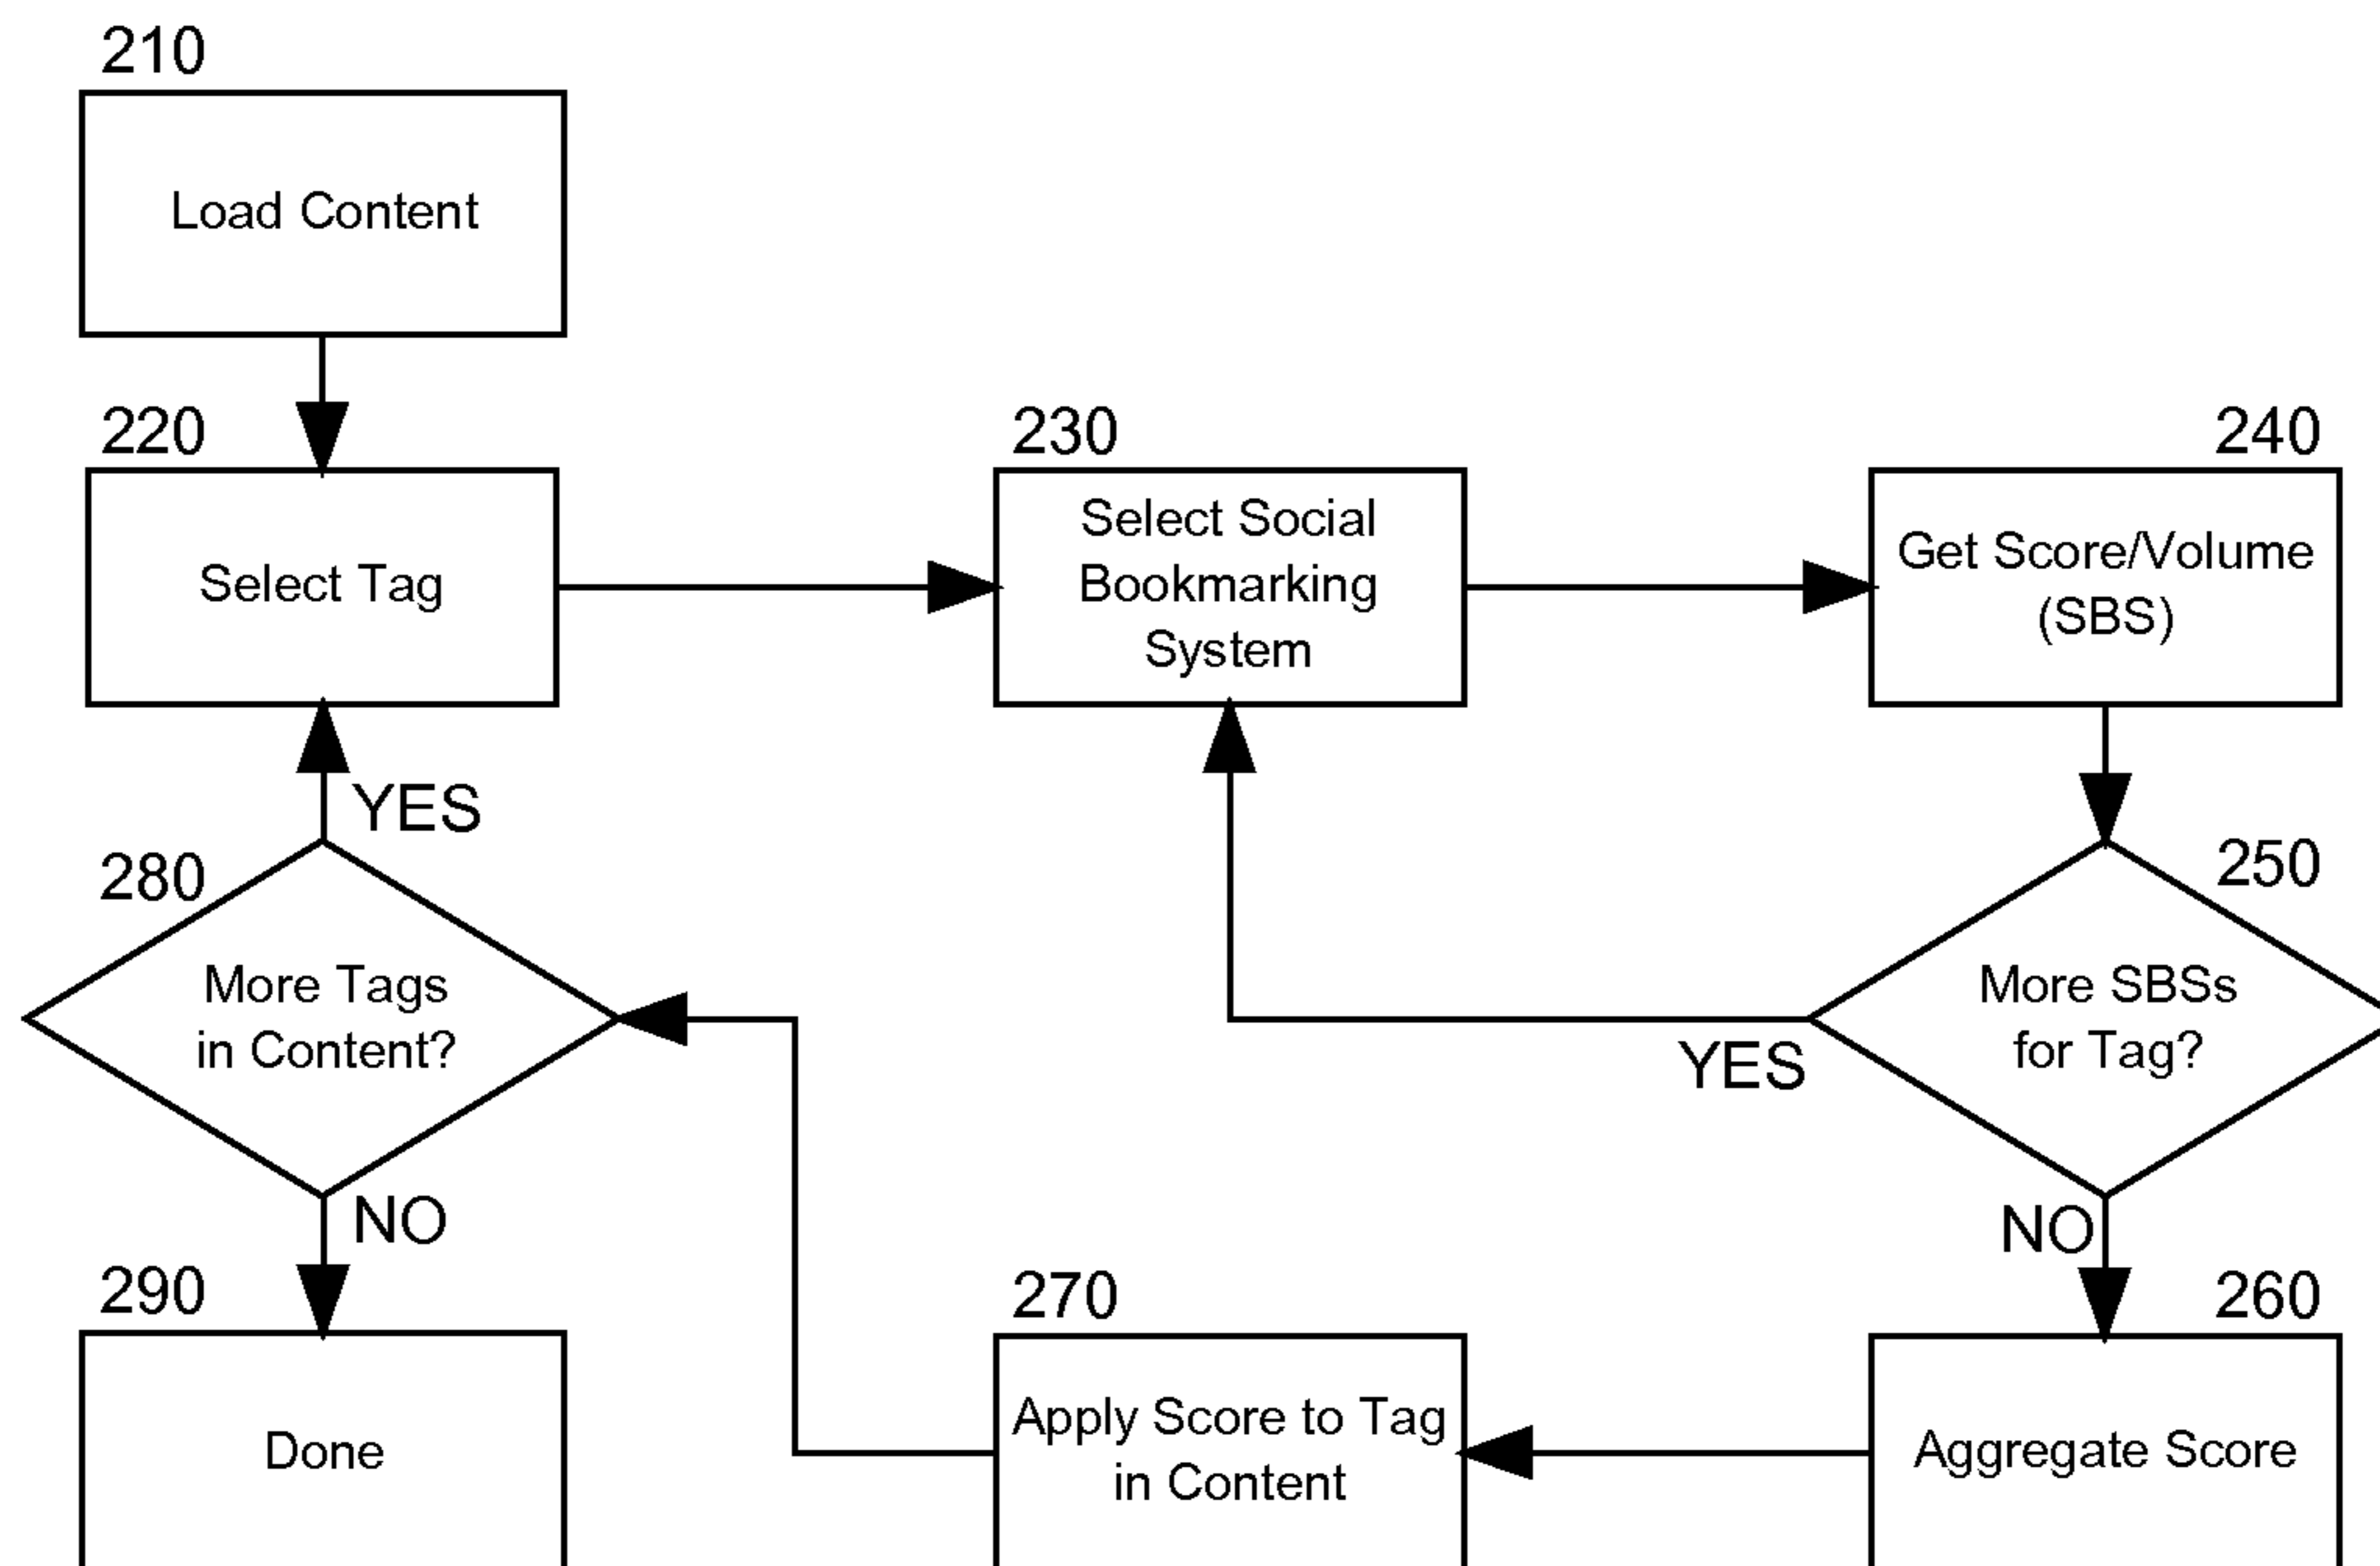 210
Load Content
220
Select Tag
230
Select Social
Bookmarking
System
240
Get Score/Volume
(SBS)
YES
280
More Tags
in Content?
250
More SBSs
for Tag?
YES
NO
290
Done
270
Apply Score to Tag
in Content
NO
260
Aggregate Score